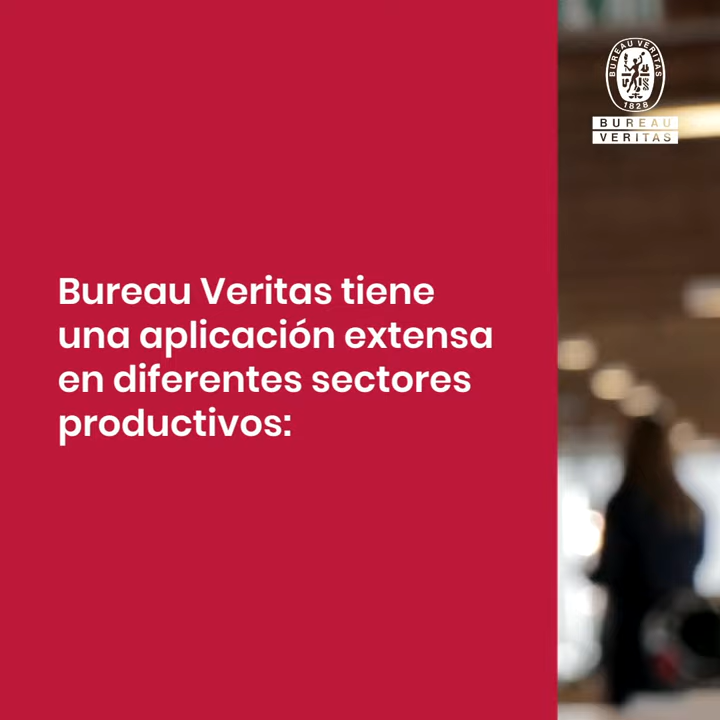 BUREAU VERITAS
1828
BUREAU
VERITAS
Bureau Veritas tiene
una aplicación extensa
en diferentes sectores
productivos: